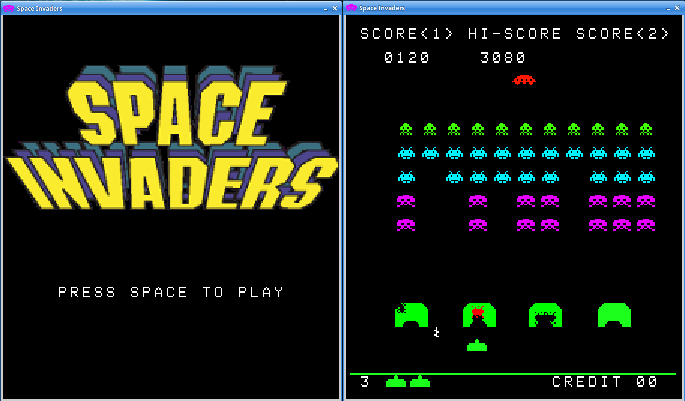 Space Invaders
SPACE
INVADERS
PRESS SPACE TO PLAY
Space Invaders
SCORE<1> HI-SCORE SCORE<2>
0120 3080
3 CREDIT 00